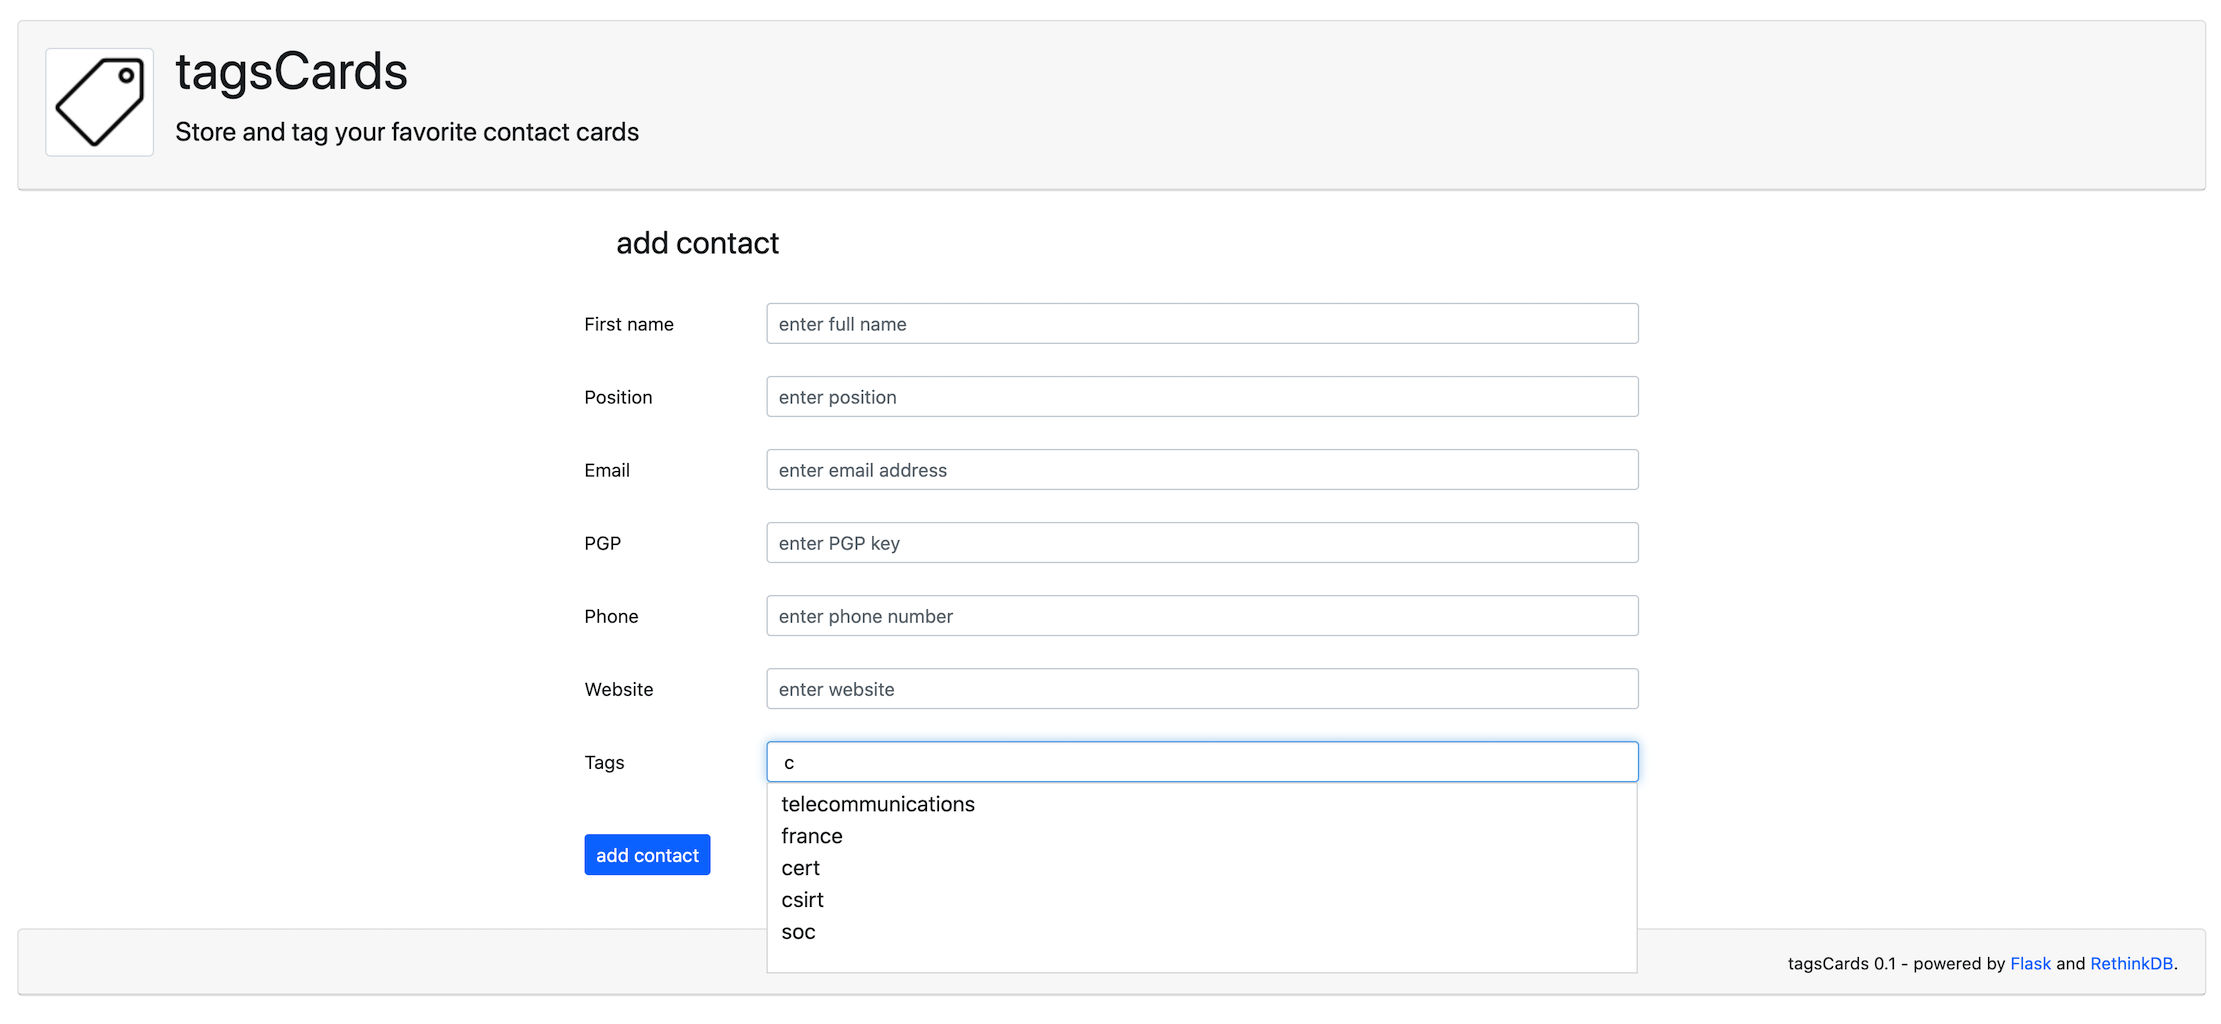 tagsCards
Store and tag your favorite contact cards
add contact
First name
enter full name
Position
enter position
Email
enter email address
PGP
enter PGP key
Phone
enter phone number
Website
enter website
Tags
c
telecommunications
france
cert
csirt
soc
add contact
tagsCards 0.1 - powered by Flask and RethinkDB.